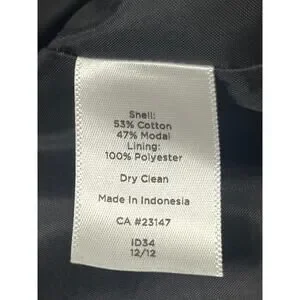 Shell:
53% Cotton
47% Modal
Lining:
100% Polyester
Dry Clean
Made In Indonesia
CA #23147
ID34
12/12